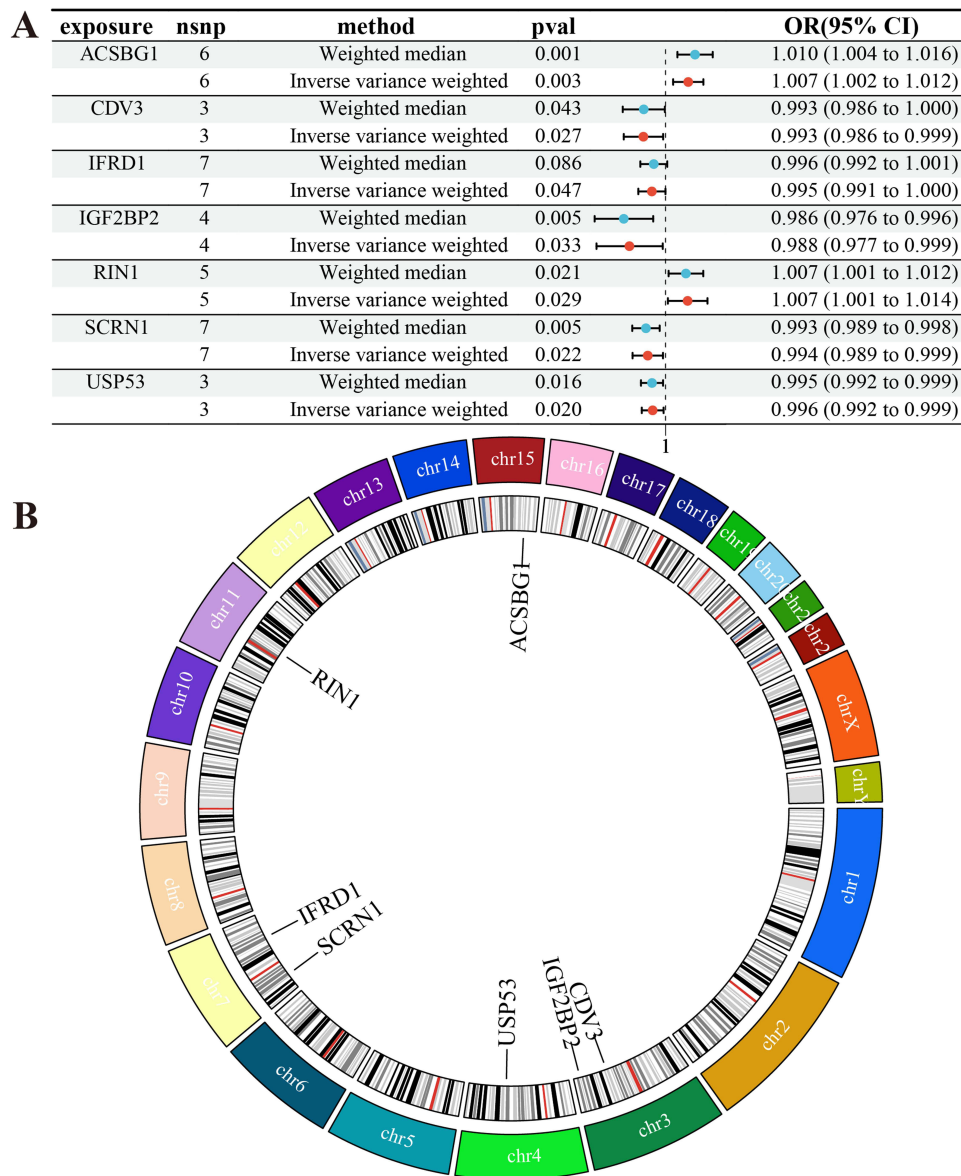 A
exposure nsnp method pval OR(95% CI)
ACSBG1 6 Weighted median 0.001 1.010 (1.004 to 1.016)
6 Inverse variance weighted 0.003 1.007 (1.002 to 1.012)
CDV3 3 Weighted median 0.043 0.993 (0.986 to 1.000)
3 Inverse variance weighted 0.027 0.993 (0.986 to 0.999)
IFRD1 7 Weighted median 0.086 0.996 (0.992 to 1.001)
7 Inverse variance weighted 0.047 0.995 (0.991 to 1.000)
IGF2BP2 4 Weighted median 0.005 0.986 (0.976 to 0.996)
4 Inverse variance weighted 0.033 0.988 (0.977 to 0.999)
RIN1 5 Weighted median 0.021 1.007 (1.001 to 1.012)
5 Inverse variance weighted 0.029 1.007 (1.001 to 1.014)
SCRN1 7 Weighted median 0.005 0.993 (0.989 to 0.998)
7 Inverse variance weighted 0.022 0.994 (0.989 to 0.999)
USP53 3 Weighted median 0.016 0.995 (0.992 to 0.999)
3 Inverse variance weighted 0.020 0.996 (0.992 to 0.999)
1
B
chr1
chr2
chr3
chr4
chr5
chr6
chr7
chr8
chr9
chr10
chr11
chr12
chr13
chr14
chr15
chr16
chr17
chr18
chr19
chr20
chr2
chr2
chrX
chrY
ACSBG1
RIN1
IFRD1
SCRN1
USP53
IGF2BP2
CDV3